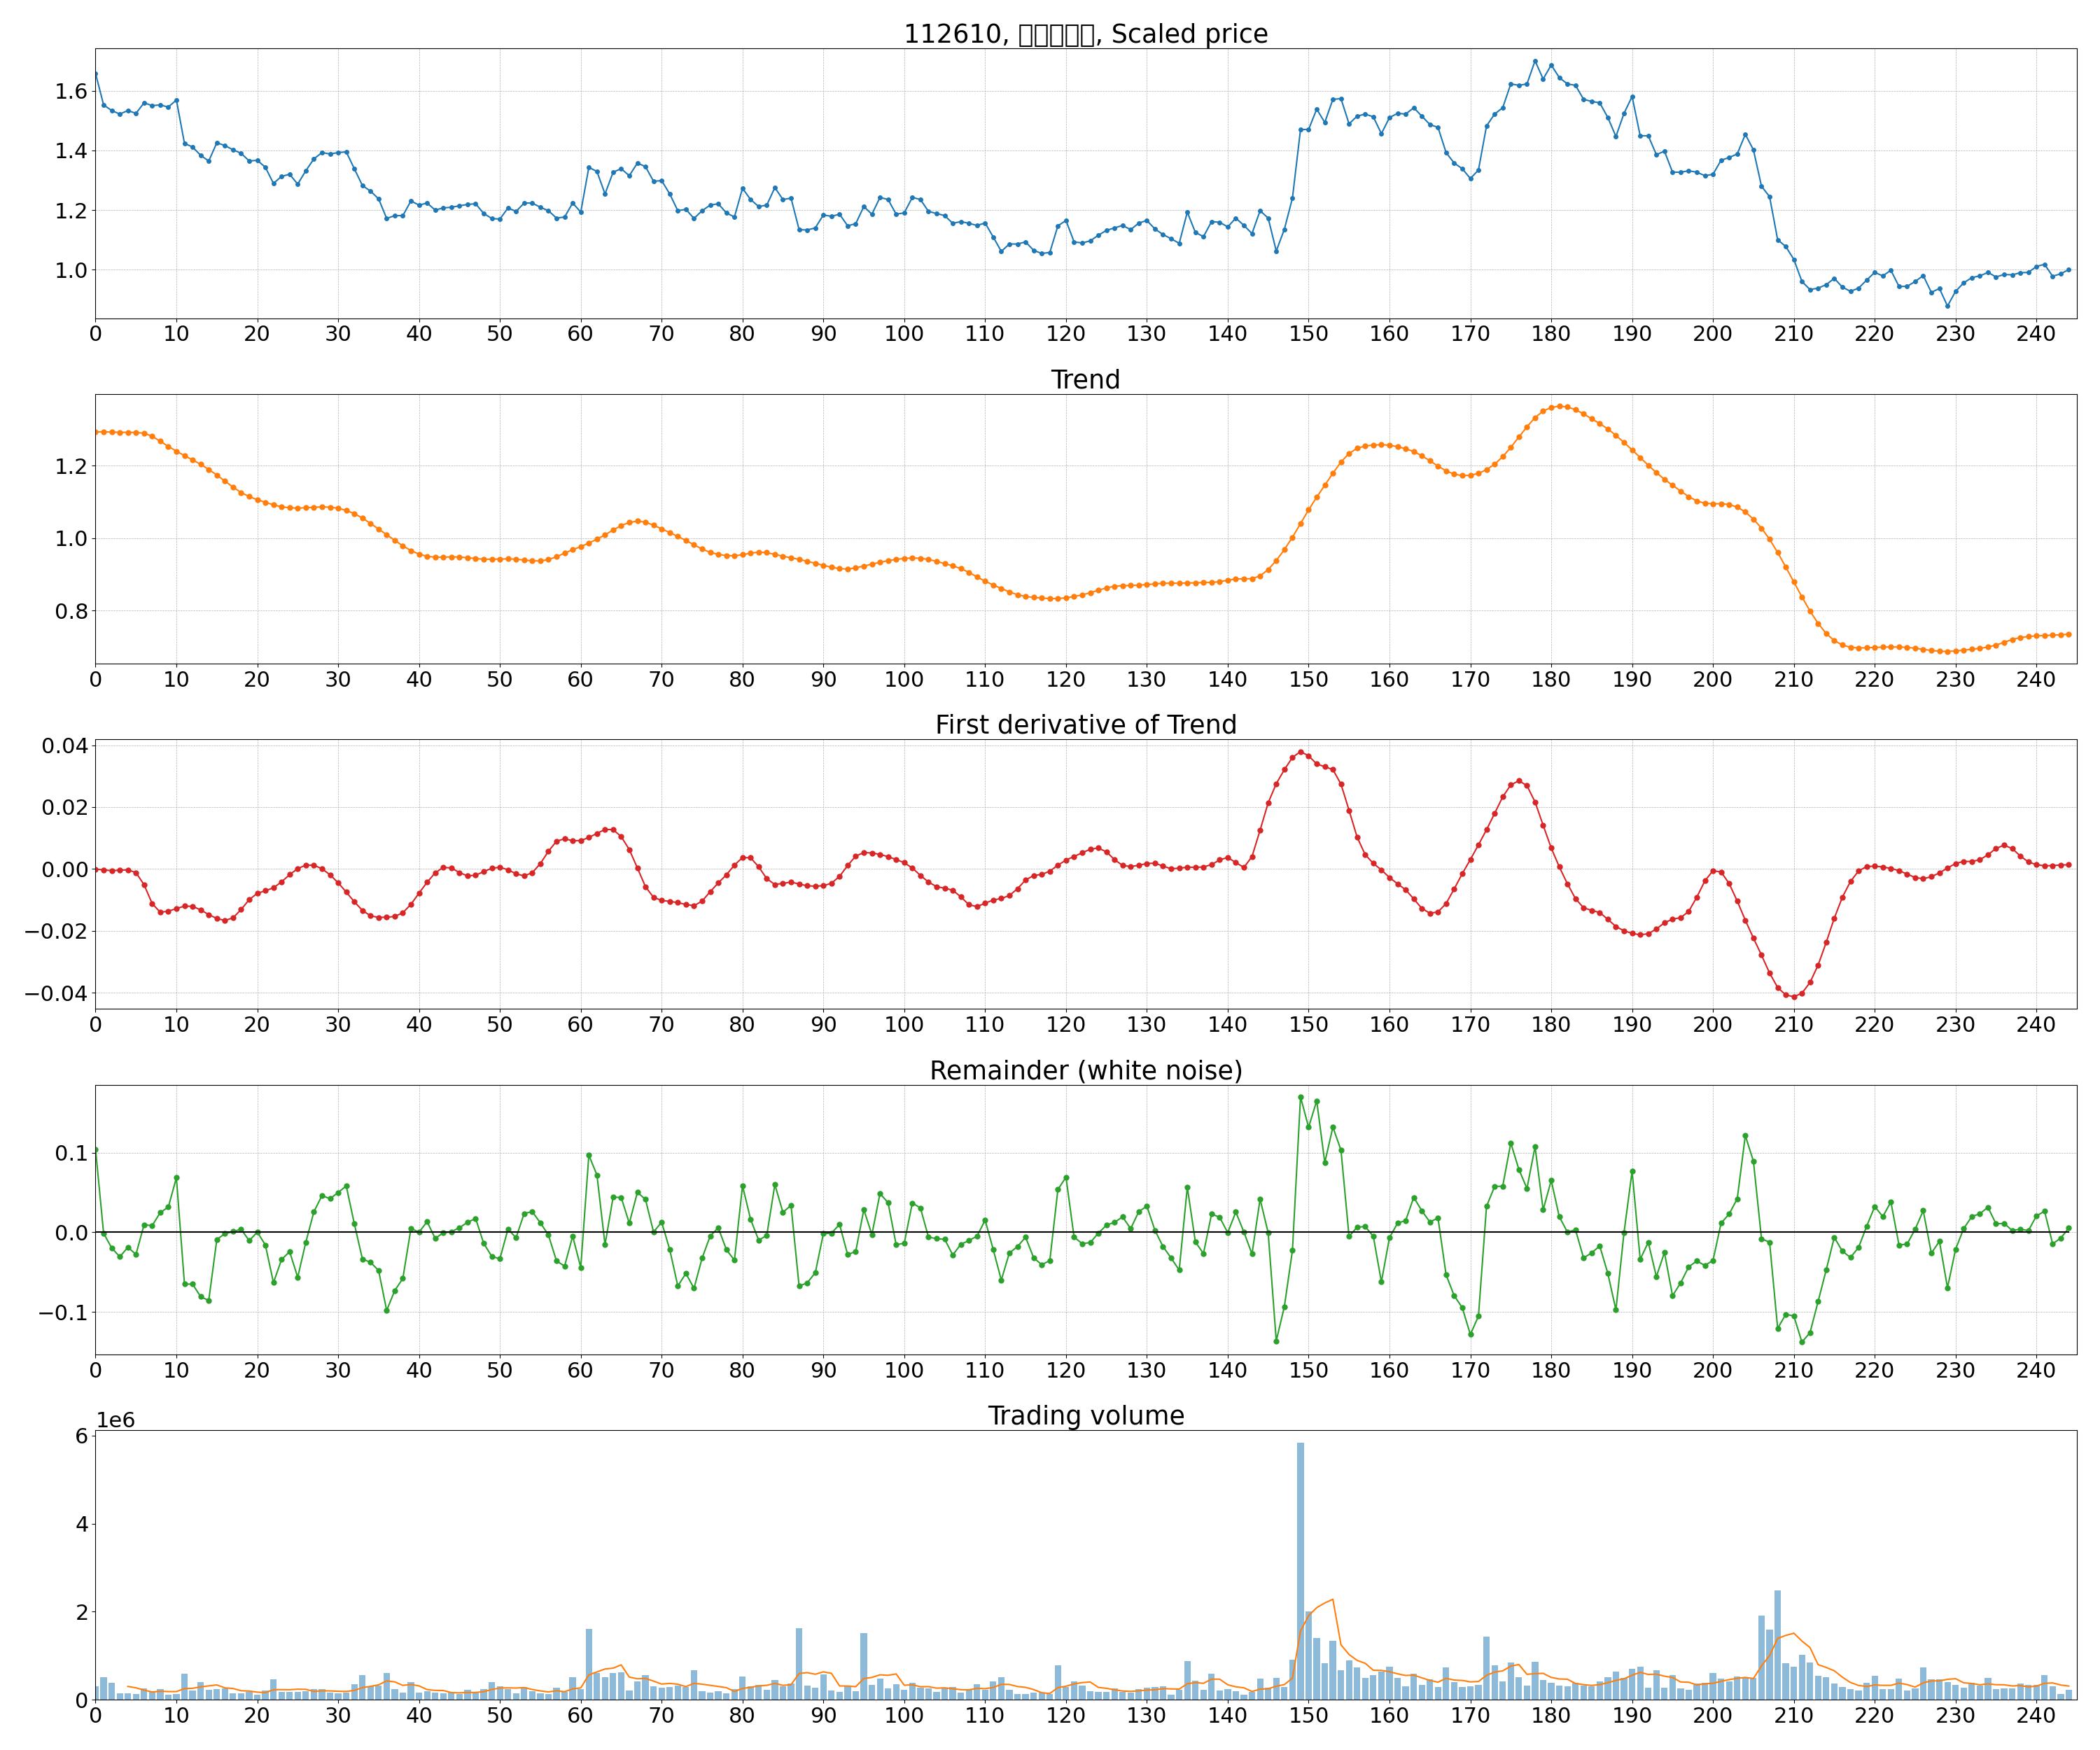 112610, , Scaled price
1.6
1.4
1.2
1.0
0 10 20 30 40 50 60 70 80 90 100 110 120 130 140 150 160 170 180 190 200 210 220 230 240
Trend
1.2
1.0
0.8
0 10 20 30 40 50 60 70 80 90 100 110 120 130 140 150 160 170 180 190 200 210 220 230 240
First derivative of Trend
0.04
0.02
0.00
−0.02
−0.04
0 10 20 30 40 50 60 70 80 90 100 110 120 130 140 150 160 170 180 190 200 210 220 230 240
Remainder (white noise)
0.1
0.0
−0.1
0 10 20 30 40 50 60 70 80 90 100 110 120 130 140 150 160 170 180 190 200 210 220 230 240
Trading volume
1e6
6
4
2
0
0 10 20 30 40 50 60 70 80 90 100 110 120 130 140 150 160 170 180 190 200 210 220 230 240